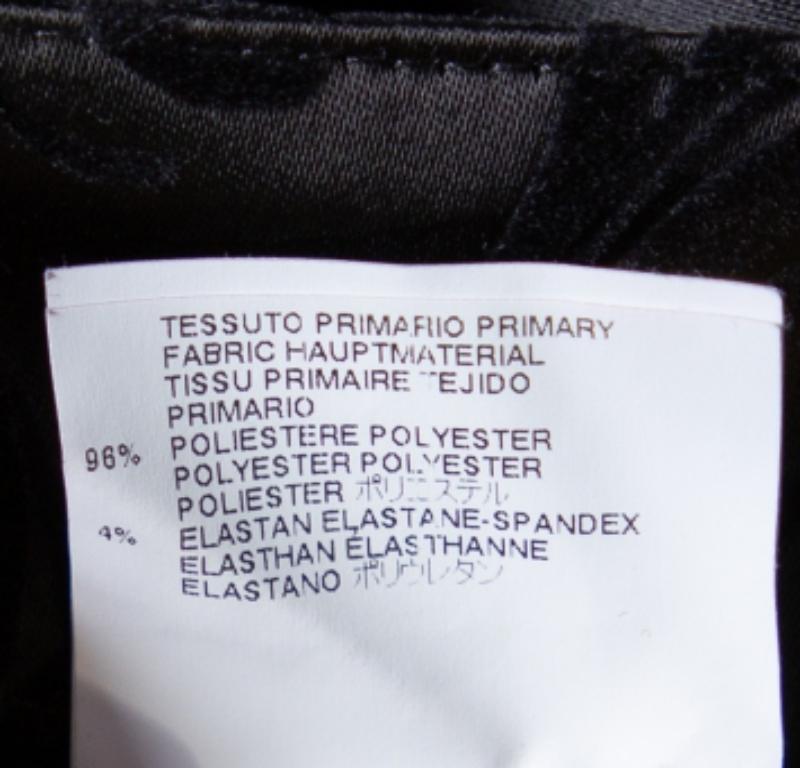 TESSUTO PRIMARIO PRIMARY
FABRIC HAUPTMATERIAL
TISSU PRIMAIRE TEJIDO
PRIMARIO
96% POLIESTERE POLYESTER
POLYESTER POLYESTER
POLIESTER ポリエステル
4% ELASTAN ELASTANE-SPANDEX
ELASTHAN ÉLASTHANNE
ELASTANO ポリウレタン